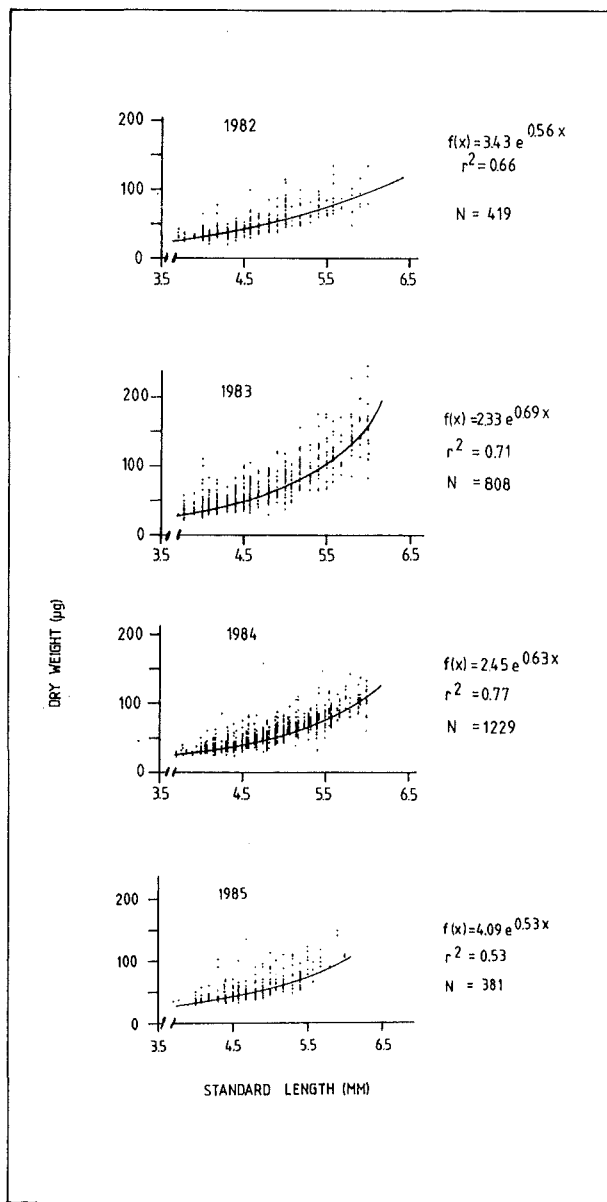 1982
200
100
0
3.5
4.5
5.5
6.5
f(x)=3.43 e^0.56 x
r² = 0.66
N = 419
1983
200
100
0
3.5
4.5
5.5
6.5
f(x)=2.33 e^0.69 x
r² = 0.71
N = 808
DRY WEIGHT (µg)
1984
200
100
0
3.5
4.5
5.5
6.5
f(x)=2.45 e^0.63 x
r² = 0.77
N = 1229
1985
200
100
0
3.5
4.5
5.5
6.5
f(x)=4.09 e^0.53 x
r² = 0.53
N = 381
STANDARD LENGTH (MM)